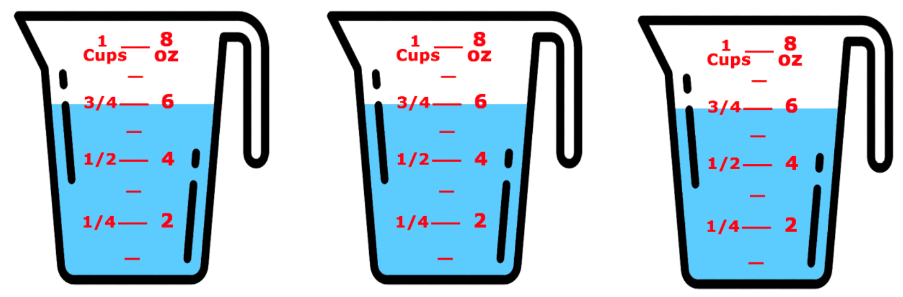 1 — 8
Cups oz
—
3/4 — 6
—
1/2 — 4
—
1/4 — 2
—
1 — 8
Cups oz
—
3/4 — 6
—
1/2 — 4
—
1/4 — 2
—
1 — 8
Cups oz
—
3/4 — 6
—
1/2 — 4
—
1/4 — 2
—